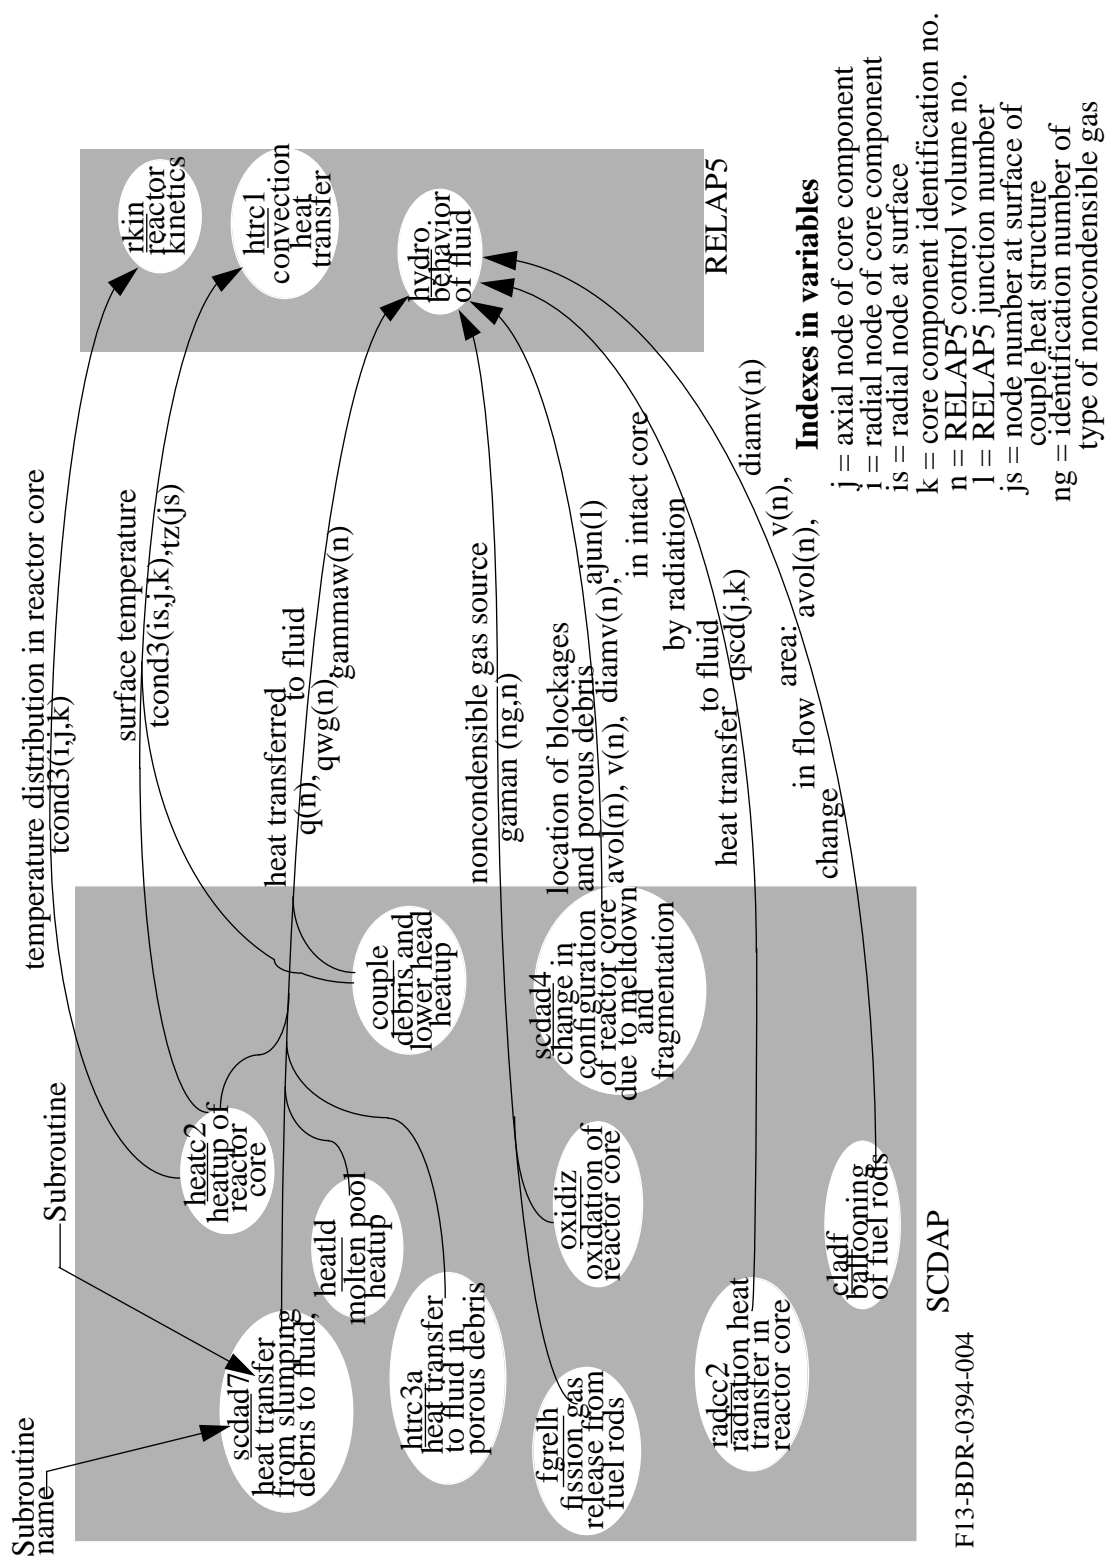 Subroutine
name
Subroutine
scdad7
heat transfer
from slumping
debris to fluid,
heatc2
heatup of
reactor
core
heatld
molten pool
heatup
htrc3a
heat transfer
to fluid in
porous debris
couple
debris and
lower head
heatup
fgrelh
fission gas
release from
fuel rods
oxidiz
oxidation of
reactor core
scdad4
change in
configuration
of reactor core
due to meltdown
and
fragmentation
radcc2
radiation heat
transfer in
reactor core
cladf
ballooning
of fuel rods
SCDAP
temperature distribution in reactor core
tcond3(i,j,k)
surface temperature
tcond3(is,j,k),tz(js)
heat transferred
to fluid
q(n), qwg(n), gammaw(n)
noncondensible gas source
gaman (ng,n)
location of blockages
and porous debris
avol(n), v(n), diamv(n), ajun(l)
heat transfer to fluid by radiation in intact core
qscd(j,k)
change in flow area: avol(n), v(n), diamv(n)
rkin
reactor
kinetics
htrc1
convection
heat
transfer
hydro
behavior
of fluid
RELAP5
Indexes in variables
j = axial node of core component
i = radial node of core component
is = radial node at surface
k = core component identification no.
n = RELAP5 control volume no.
l = RELAP5 junction number
js = node number at surface of
couple heat structure
ng = identification number of
type of noncondensible gas
F13-BDR-0394-004